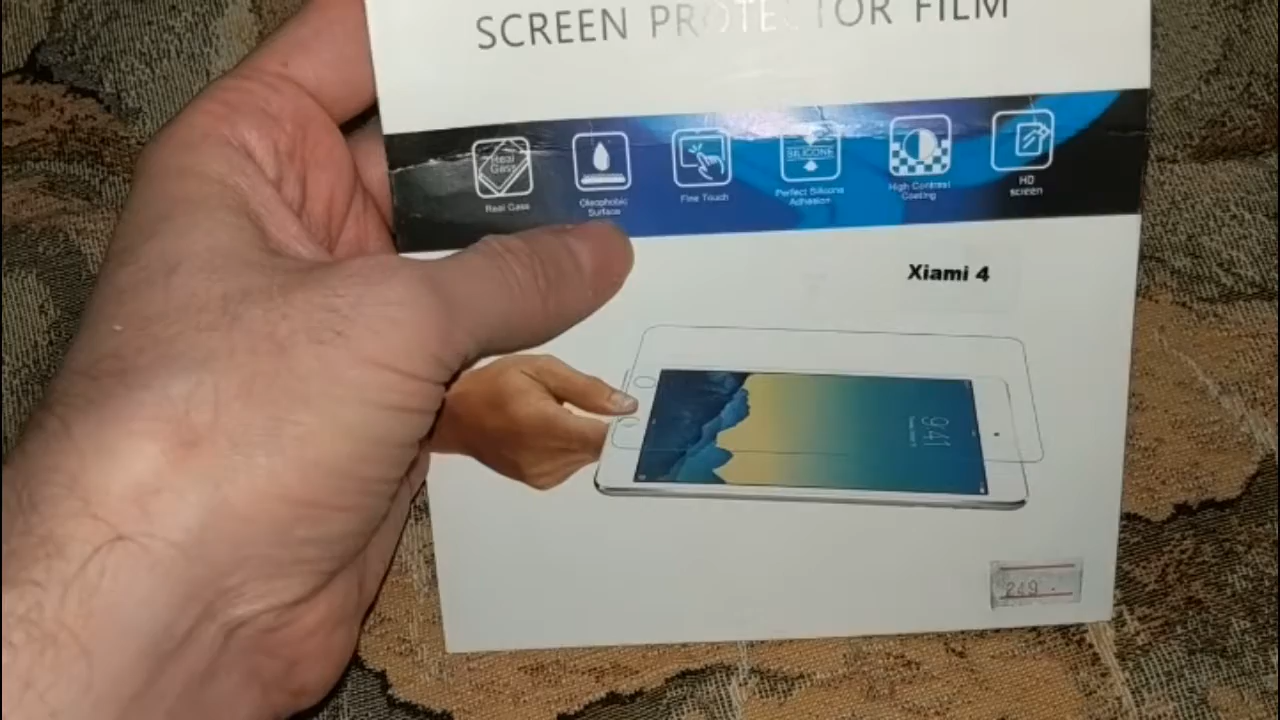 SCREEN PROTECTOR FILM
Real
Gass
SILICONE
Real Gass
Oleophobic
Surface
Fine Touch
Perfect Silicone
Adhesion
High Contrast
Coating
HD
screen
Xiami 4
9:41
249